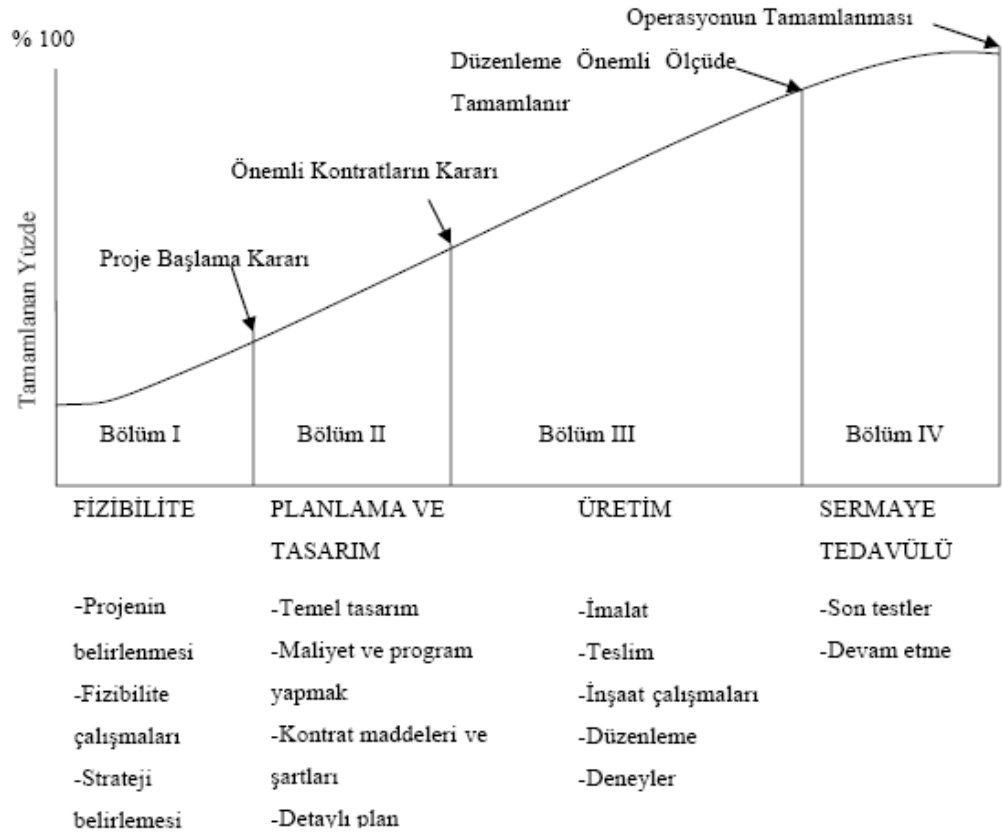 Operasyonun Tamamlanması
% 100
Düzenleme Önemli Ölçüde
Tamamlanır
Önemli Kontratların Kararı
Proje Başlama Kararı
Tamamlanan Yüzde
Bölüm I
Bölüm II
Bölüm III
Bölüm IV
FİZİBİLİTE
PLANLAMA VE
TASARIM
ÜRETİM
SERMAYE
TEDAVÜLÜ
-Projenin
belirlenmesi
-Fizibilite
çalışmaları
-Strateji
belirlemesi
-Temel tasarım
-Maliyet ve program
yapmak
-Kontrat maddeleri ve
şartları
-Detaylı plan
-İmalat
-Teslim
-İnşaat çalışmaları
-Düzenleme
-Deneyler
-Son testler
-Devam etme